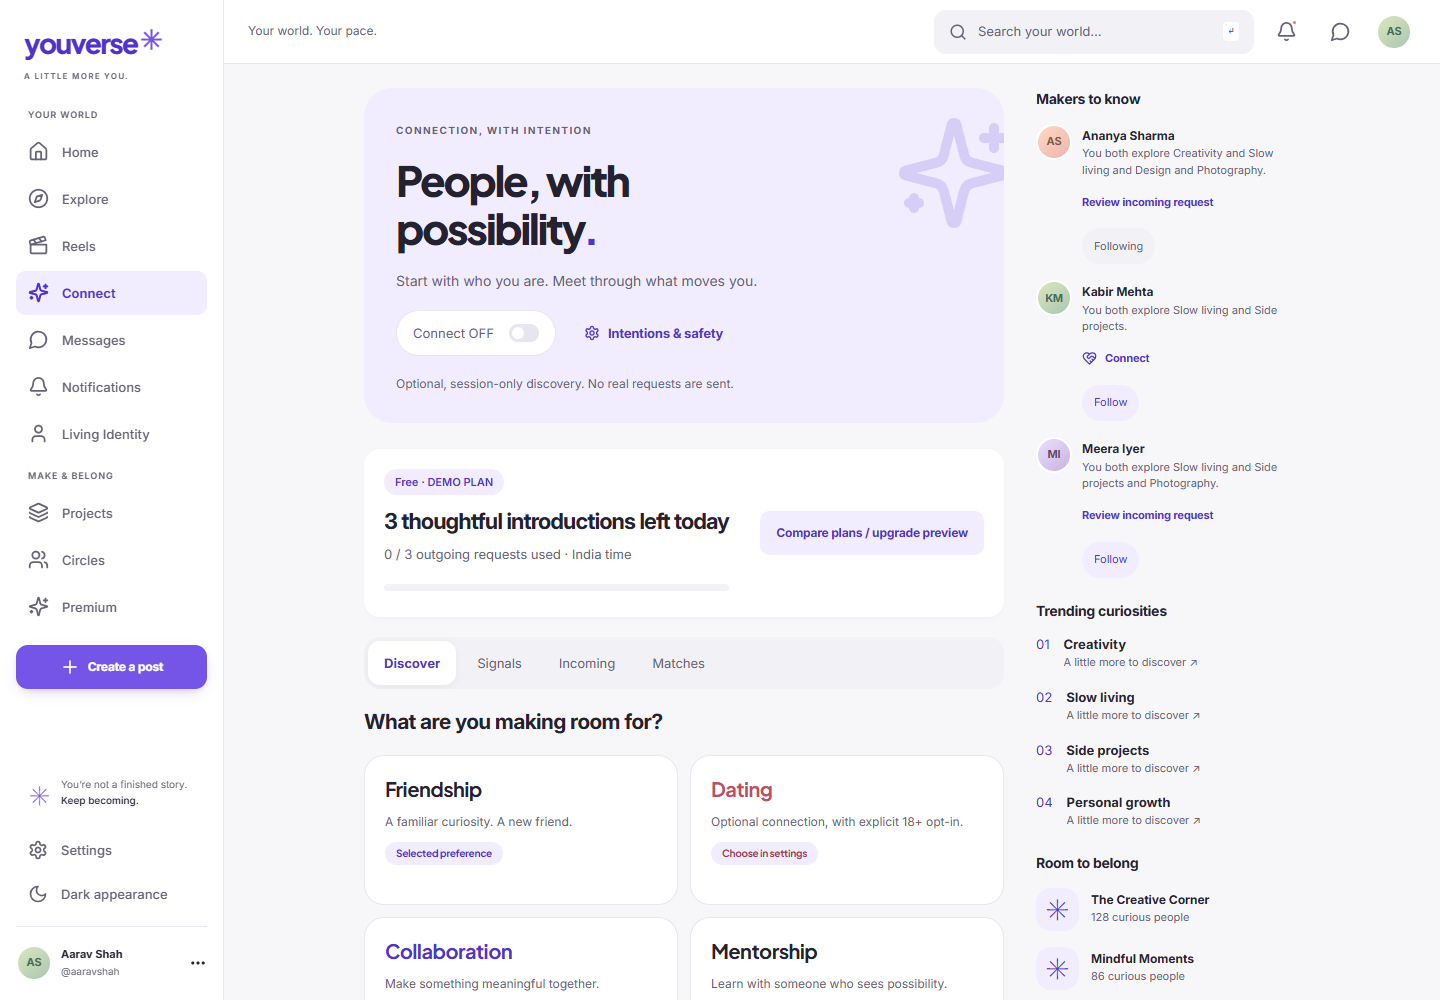 youverse
A LITTLE MORE YOU.
YOUR WORLD
Home
Explore
Reels
Connect
Messages
Notifications
Living Identity
MAKE & BELONG
Projects
Circles
Premium
Create a post
You're not a finished story.
Keep becoming.
Settings
Dark appearance
AS
Aarav Shah
@aaravshah
Your world. Your pace.
Search your world...
AS
CONNECTION, WITH INTENTION
People, with
possibility.
Start with who you are. Meet through what moves you.
Connect OFF
Intentions & safety
Optional, session-only discovery. No real requests are sent.
Free · DEMO PLAN
3 thoughtful introductions left today
0 / 3 outgoing requests used · India time
Compare plans / upgrade preview
Discover
Signals
Incoming
Matches
What are you making room for?
Friendship
A familiar curiosity. A new friend.
Selected preference
Dating
Optional connection, with explicit 18+ opt-in.
Choose in settings
Collaboration
Make something meaningful together.
Mentorship
Learn with someone who sees possibility.
Makers to know
AS
Ananya Sharma
You both explore Creativity and Slow
living and Design and Photography.
Review incoming request
Following
KM
Kabir Mehta
You both explore Slow living and Side
projects.
Connect
Follow
MI
Meera Iyer
You both explore Slow living and Side
projects and Photography.
Review incoming request
Follow
Trending curiosities
01 Creativity
A little more to discover ↗
02 Slow living
A little more to discover ↗
03 Side projects
A little more to discover ↗
04 Personal growth
A little more to discover ↗
Room to belong
The Creative Corner
128 curious people
Mindful Moments
86 curious people